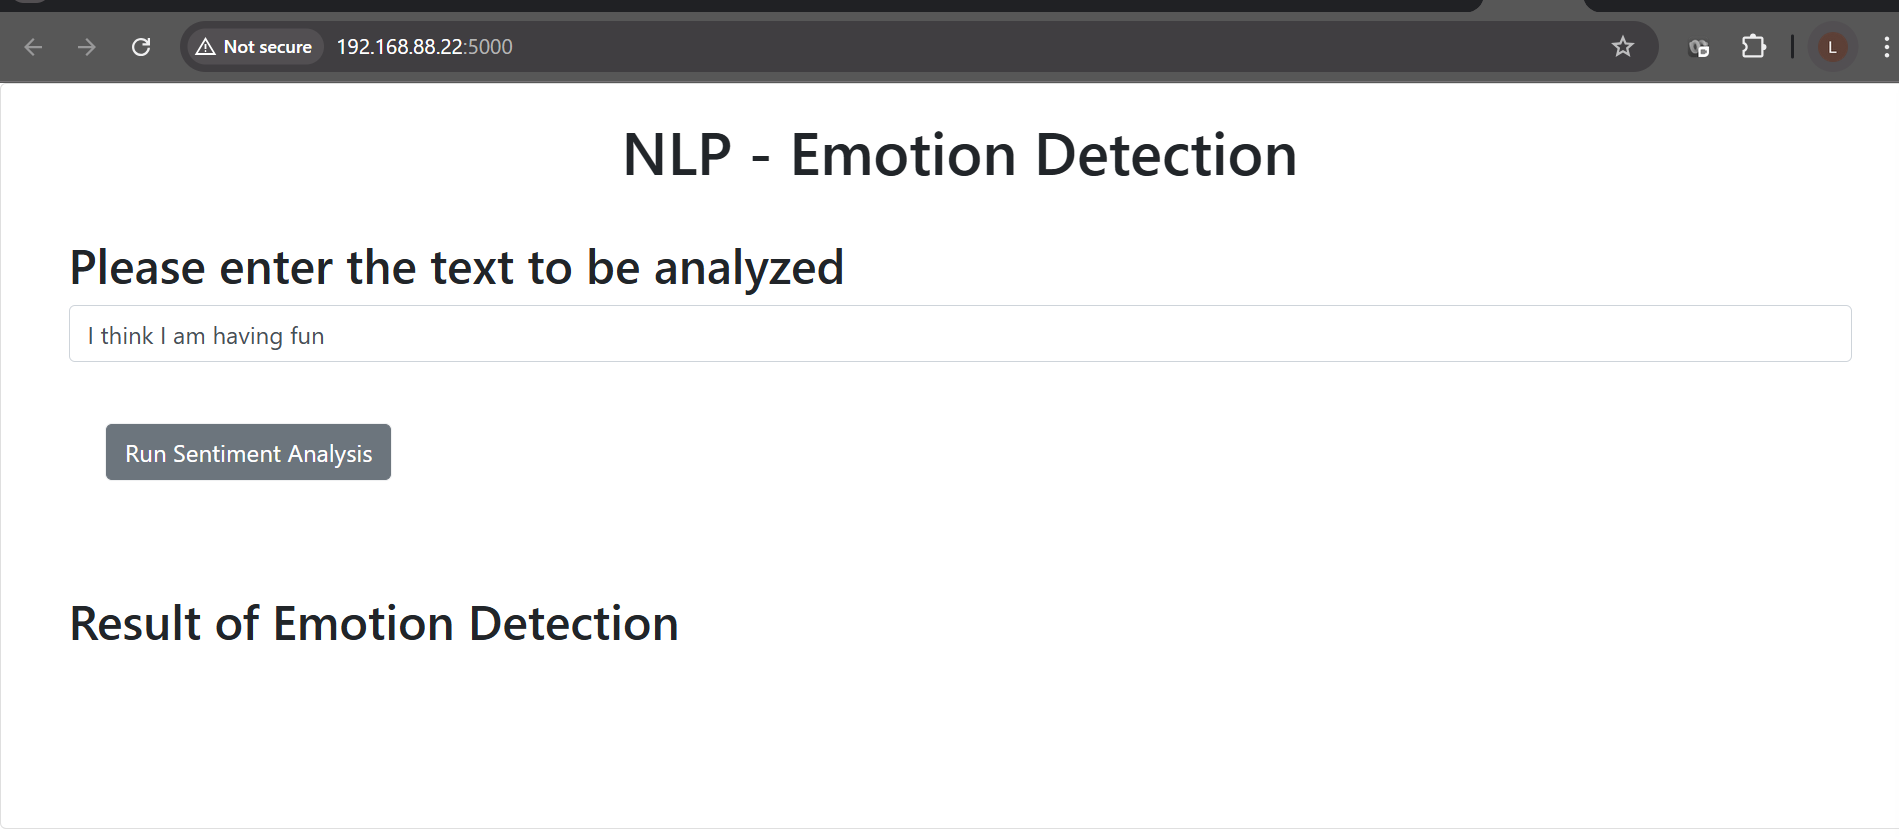 Not secure 192.168.88.22:5000
L
NLP - Emotion Detection
Please enter the text to be analyzed
I think I am having fun
Run Sentiment Analysis
Result of Emotion Detection